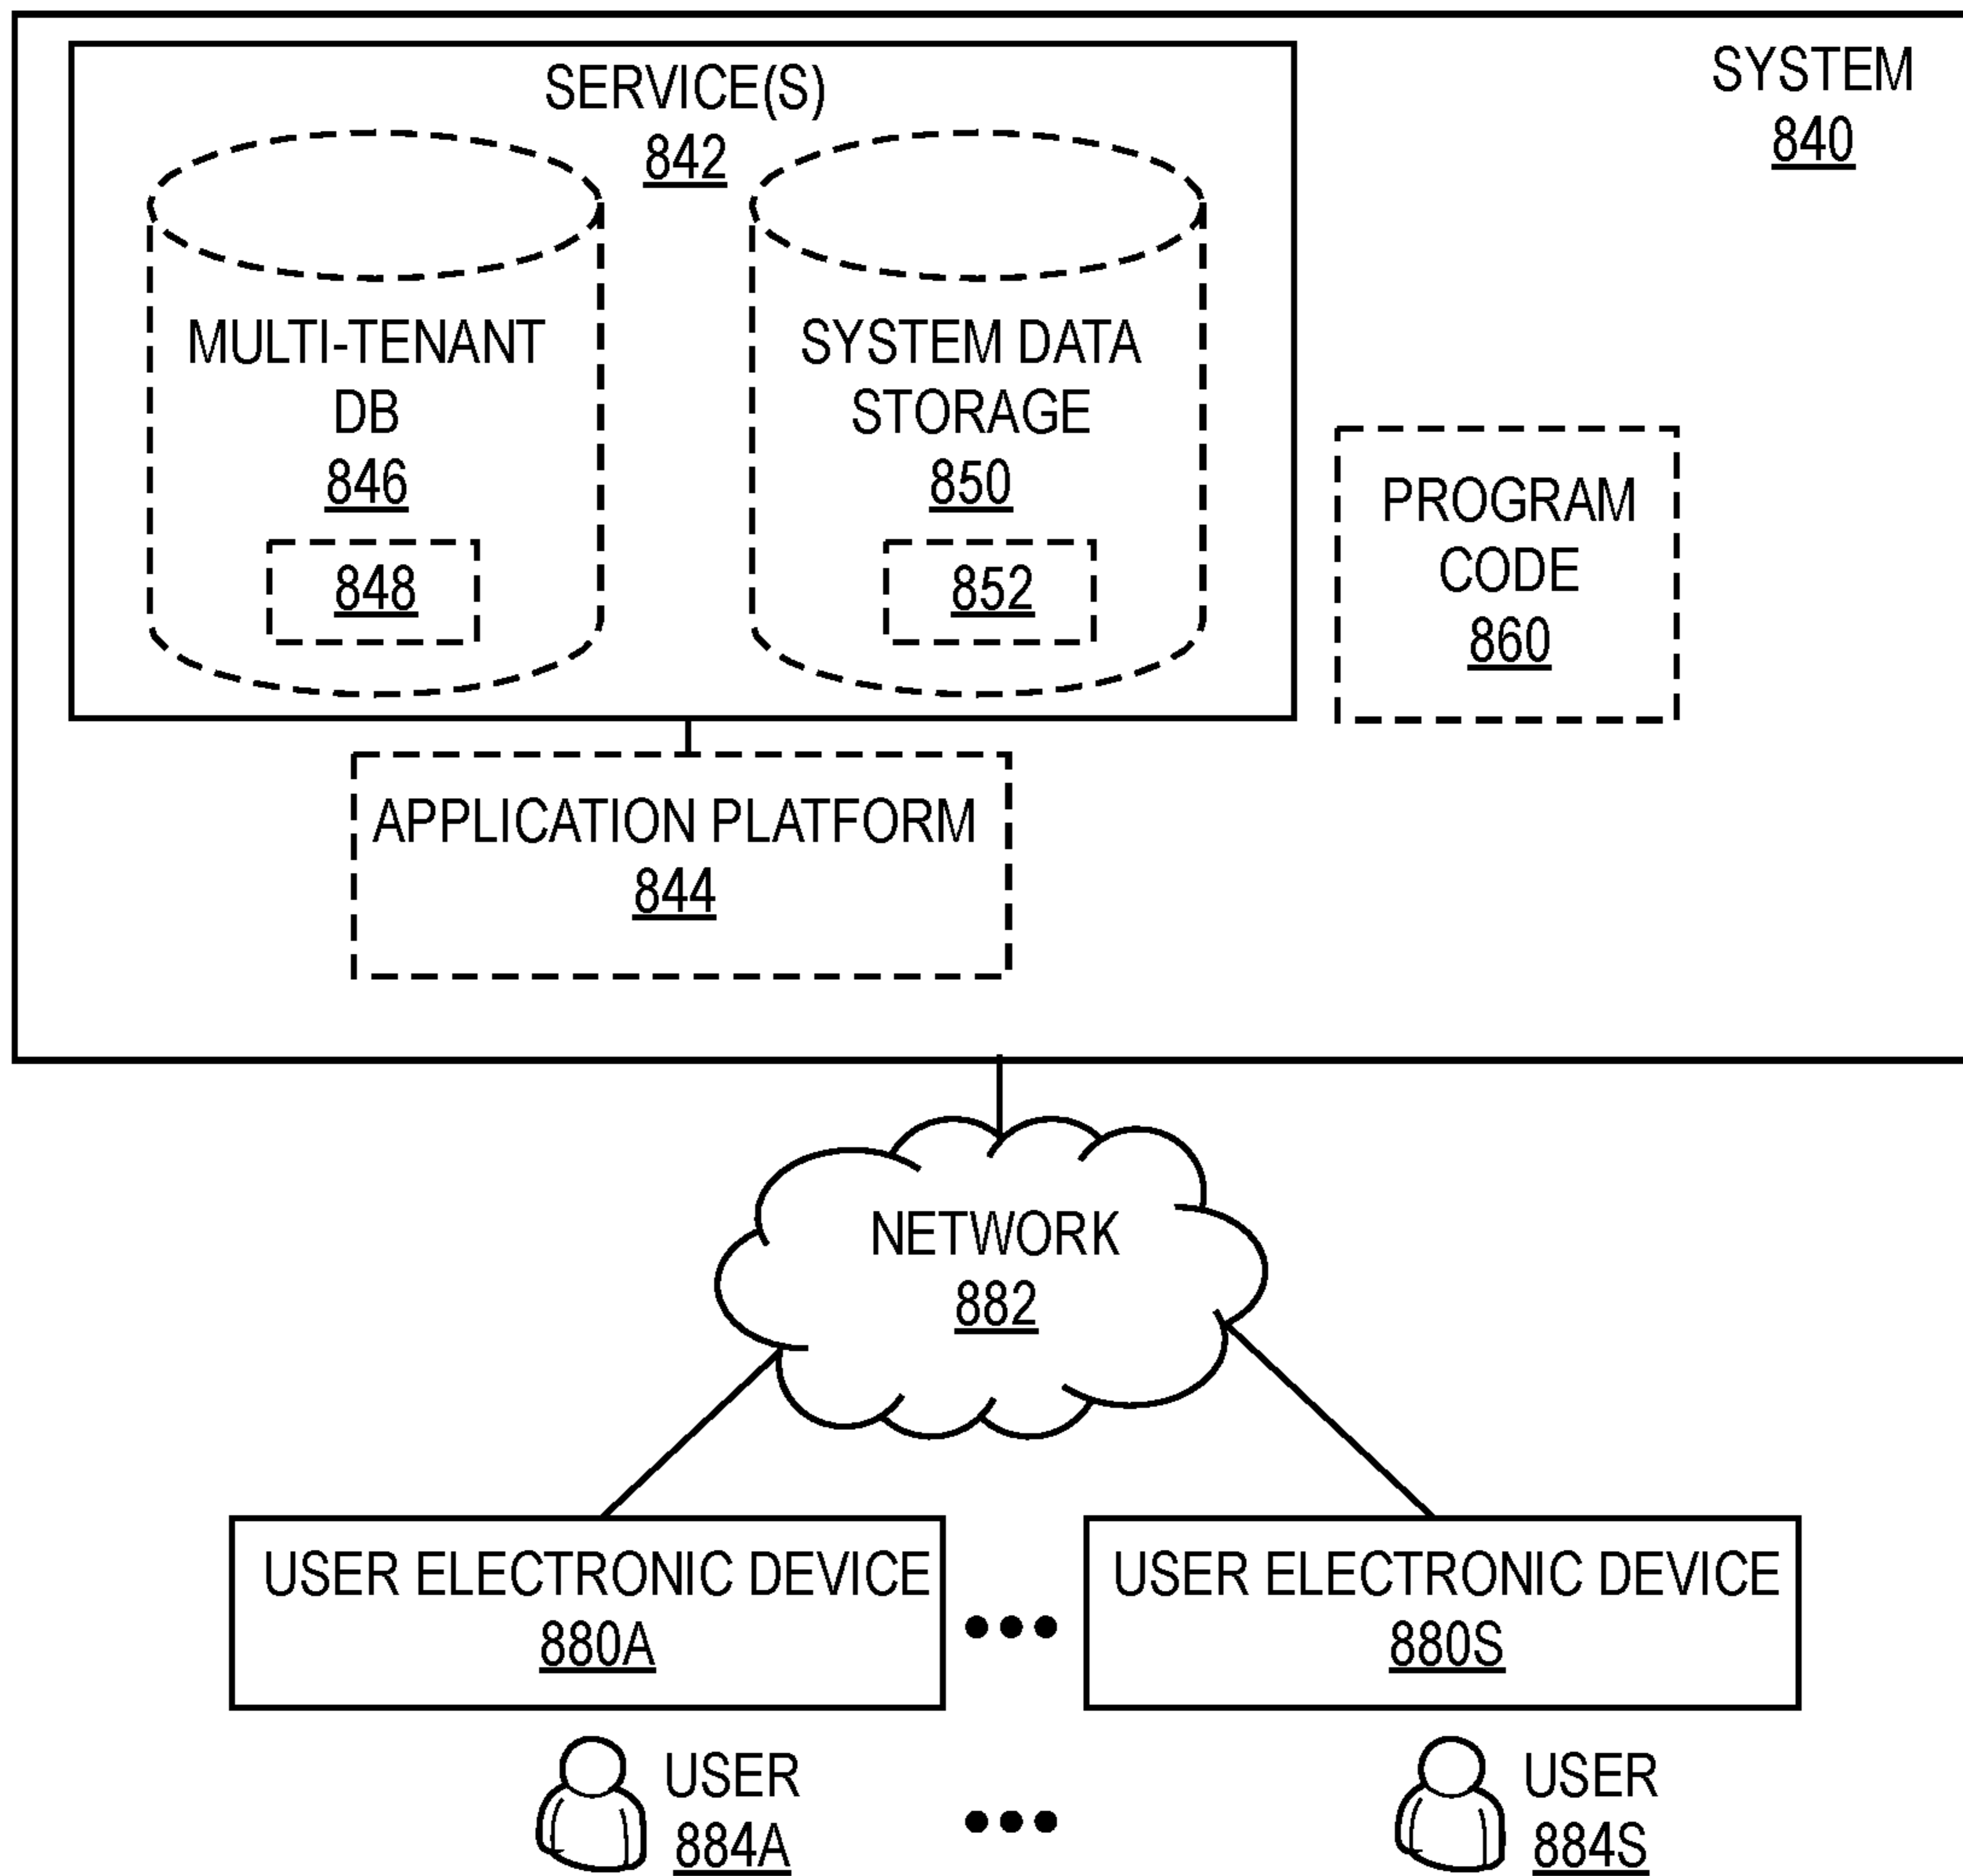 SYSTEM
840
SERVICE(S)
842
MULTI-TENANT
DB
846
848
SYSTEM DATA
STORAGE
850
852
PROGRAM
CODE
860
APPLICATION PLATFORM
844
NETWORK
882
USER ELECTRONIC DEVICE
880A
USER ELECTRONIC DEVICE
880S
USER
884A
USER
884S